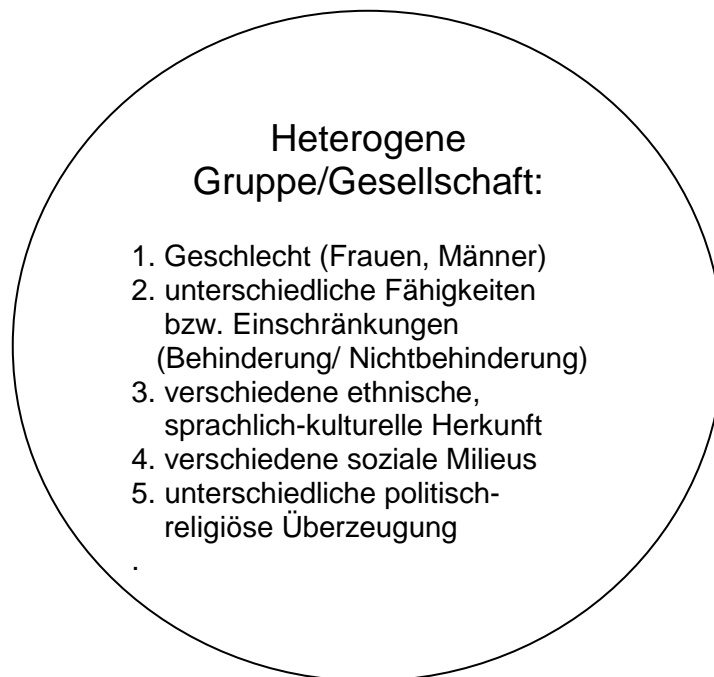 Heterogene
Gruppe/Gesellschaft:
1. Geschlecht (Frauen, Männer)
2. unterschiedliche Fähigkeiten
bzw. Einschränkungen
(Behinderung/ Nichtbehinderung)
3. verschiedene ethnische,
sprachlich-kulturelle Herkunft
4. verschiedene soziale Milieus
5. unterschiedliche politisch-
religiöse Überzeugung
.